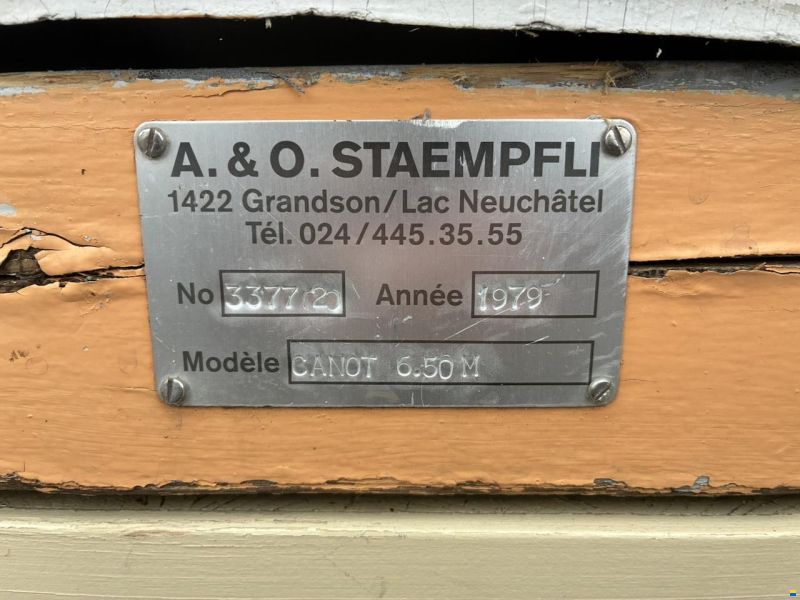 A. & O. STAEMPFLI
1422 Grandson/Lac Neuchâtel
Tél. 024/445.35.55
No 3377(2) Année 1979
Modèle CANOT 6.50 M